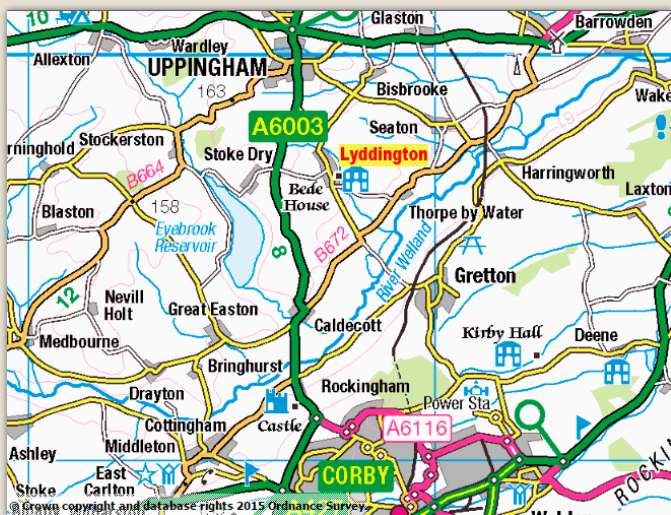 10
Glaston
Barrowden
Allexton
Wardley
UPPINGHAM
163
Bisbrooke
Wake
A6003
Seaton
Stockerston
Stoke Dry
Lyddington
rninghold
B664
Bede
House
Harringworth
Laxton
Blaston
158
Eyebrook
Reservoir
Thorpe by Water
8
B672
River Welland
12
Nevill
Holt
Great Easton
Gretton
Caldecott
Kirby Hall
Deene
Medbourne
Bringhurst
Rockingham
Drayton
Power Sta
Castle
A6116
Cottingham
Middleton
Ashley
CORBY
East
Carlton
ROCKIN
Stoke
© Crown copyright and database rights 2015 Ordnance Survey